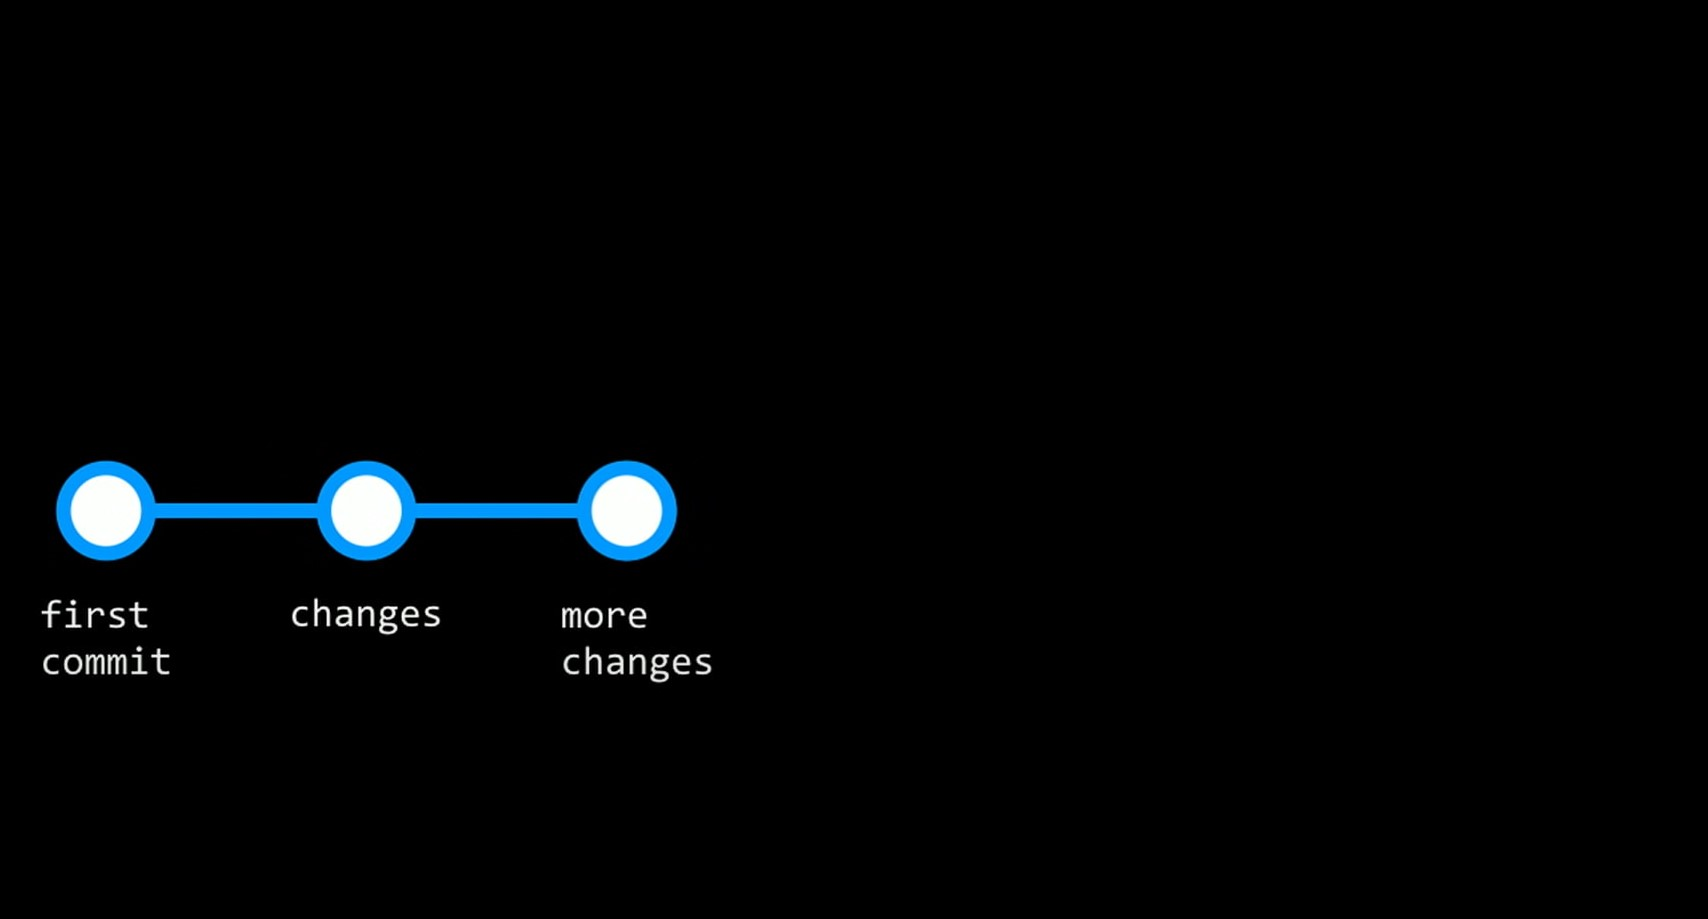 first
commit
changes
more
changes